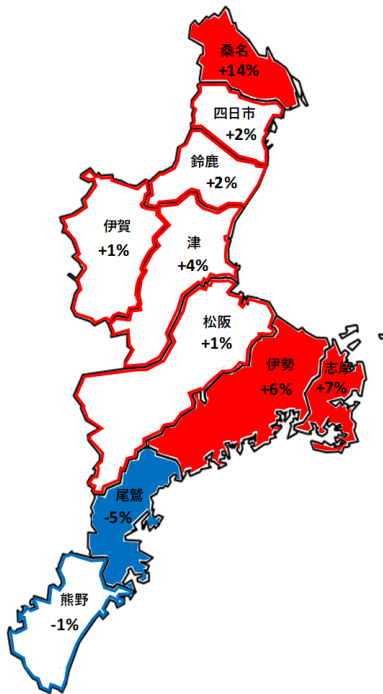 桑名
+14%
四日市
+2%
鈴鹿
+2%
伊賀
+1%
津
+4%
松阪
+1%
伊勢
+6%
志摩
+7%
尾鷲
-5%
熊野
-1%